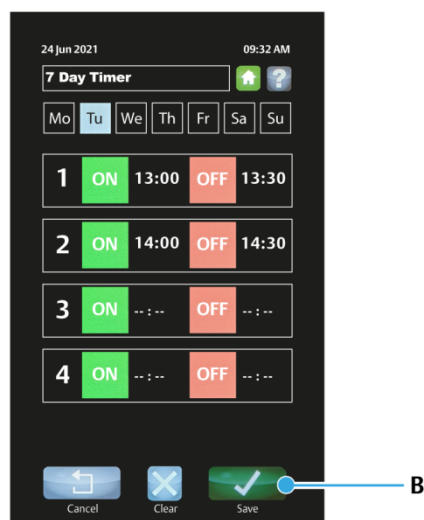 24 Jun 2021 09:32 AM
7 Day Timer ?
Mo Tu We Th Fr Sa Su
1 ON 13:00 OFF 13:30
2 ON 14:00 OFF 14:30
3 ON --:-- OFF --:--
4 ON --:-- OFF --:--
B
Cancel Clear Save